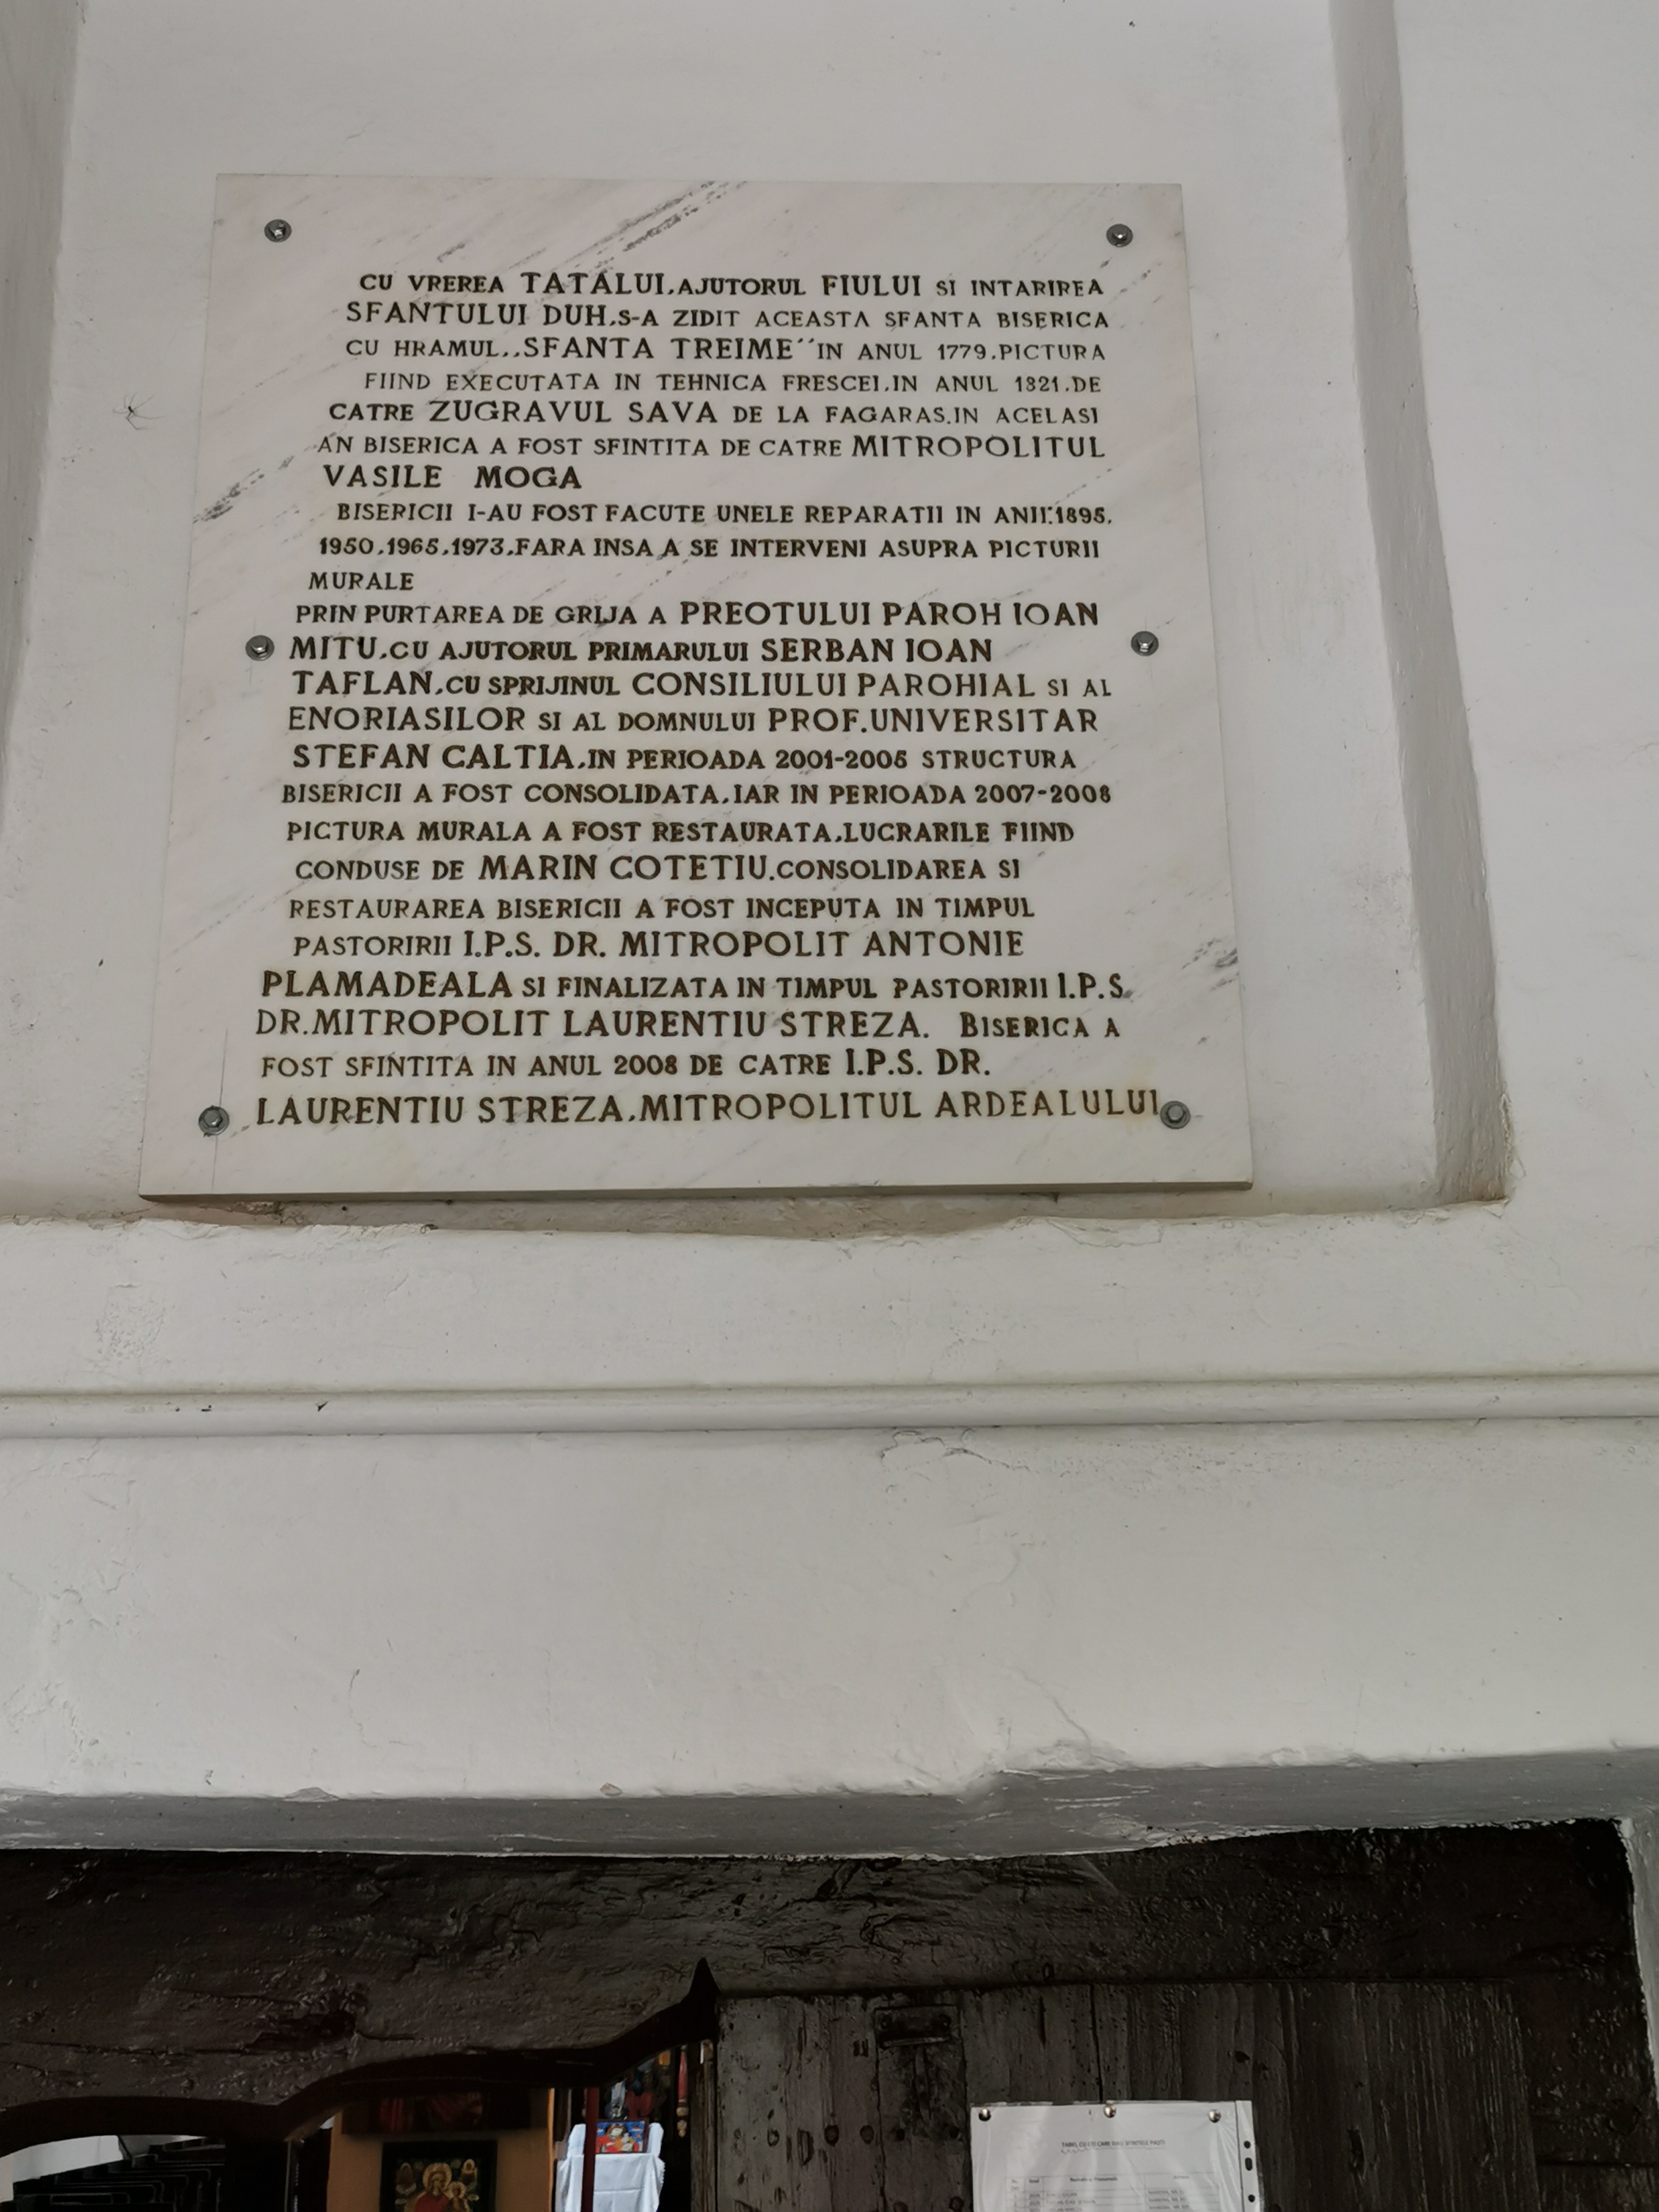 CU VREREA TATALUI,AJUTORUL FIULUI SI INTARIREA
SFANTULUI DUH,S-A ZIDIT ACEASTA SFANTA BISERICA
CU HRAMUL,,SFANTA TREIME´´IN ANUL 1779,PICTURA
FIIND EXECUTATA IN TEHNICA FRESCEI,IN ANUL 1821,DE
CATRE ZUGRAVUL SAVA DE LA FAGARAS.IN ACELASI
AN BISERICA A FOST SFINTITA DE CATRE MITROPOLITUL
VASILE MOGA
BISERICII I-AU FOST FACUTE UNELE REPARATII IN ANII:1895,
1950,1965,1973,FARA INSA A SE INTERVENI ASUPRA PICTURII
MURALE
PRIN PURTAREA DE GRIJA A PREOTULUI PAROH IOAN
MITU,CU AJUTORUL PRIMARULUI SERBAN IOAN
TAFLAN,CU SPRIJINUL CONSILIULUI PAROHIAL SI AL
ENORIASILOR SI AL DOMNULUI PROF.UNIVERSITAR
STEFAN CALTIA,IN PERIOADA 2001-2005 STRUCTURA
BISERICII A FOST CONSOLIDATA,IAR IN PERIOADA 2007-2008
PICTURA MURALA A FOST RESTAURATA,LUCRARILE FIIND
CONDUSE DE MARIN COTETIU.CONSOLIDAREA SI
RESTAURAREA BISERICII A FOST INCEPUTA IN TIMPUL
PASTORIRII I.P.S. DR. MITROPOLIT ANTONIE
PLAMADEALA SI FINALIZATA IN TIMPUL PASTORIRII I.P.S.
DR.MITROPOLIT LAURENTIU STREZA. BISERICA A
FOST SFINTITA IN ANUL 2008 DE CATRE I.P.S. DR.
LAURENTIU STREZA,MITROPOLITUL ARDEALULUI